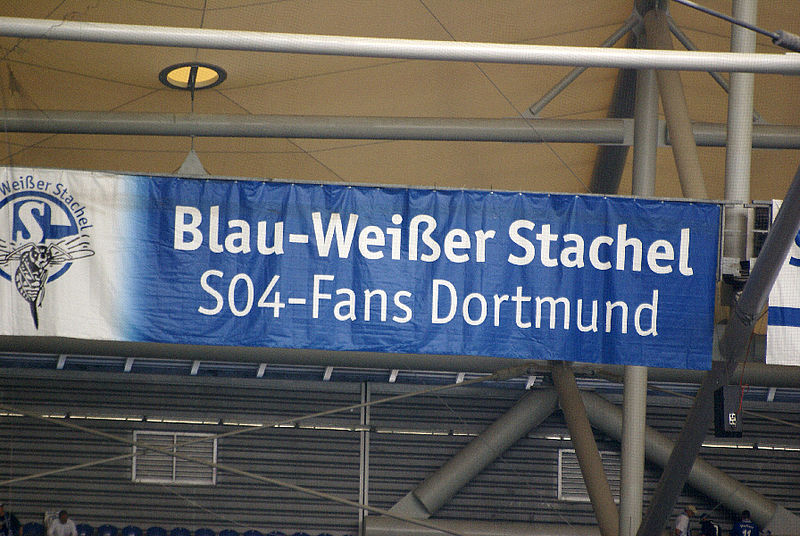 Weißer Stachel
S
Blau-Weißer Stachel
S04-Fans Dortmund